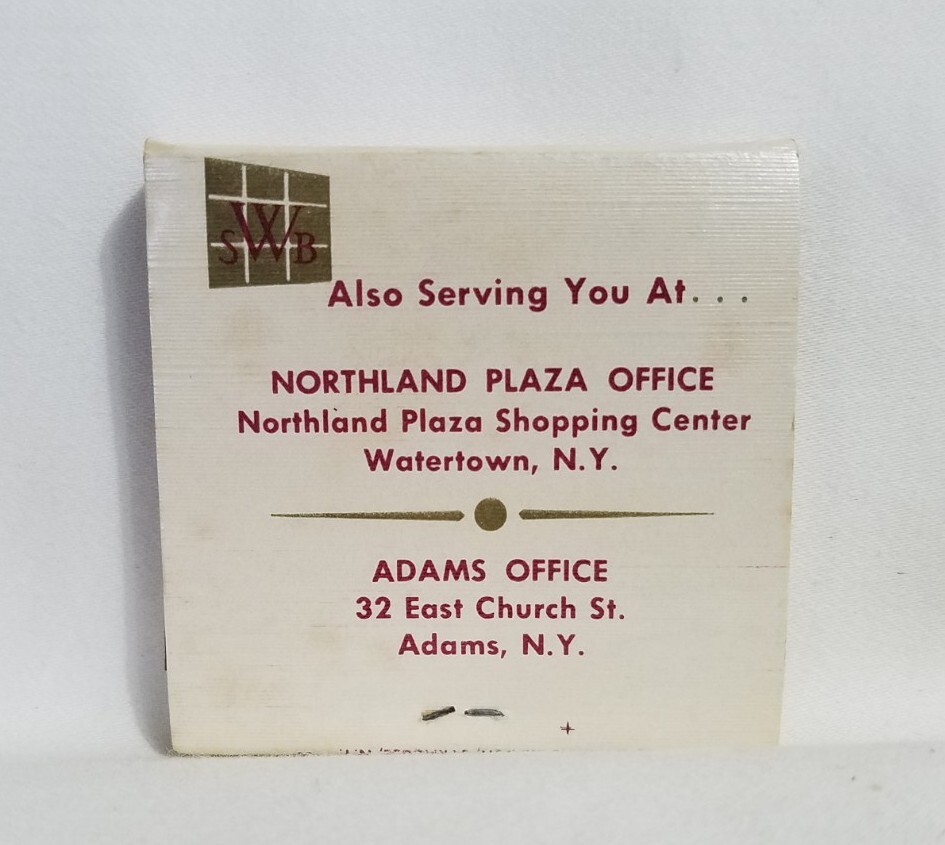 SWB
Also Serving You At. . .
NORTHLAND PLAZA OFFICE
Northland Plaza Shopping Center
Watertown, N.Y.
ADAMS OFFICE
32 East Church St.
Adams, N.Y.